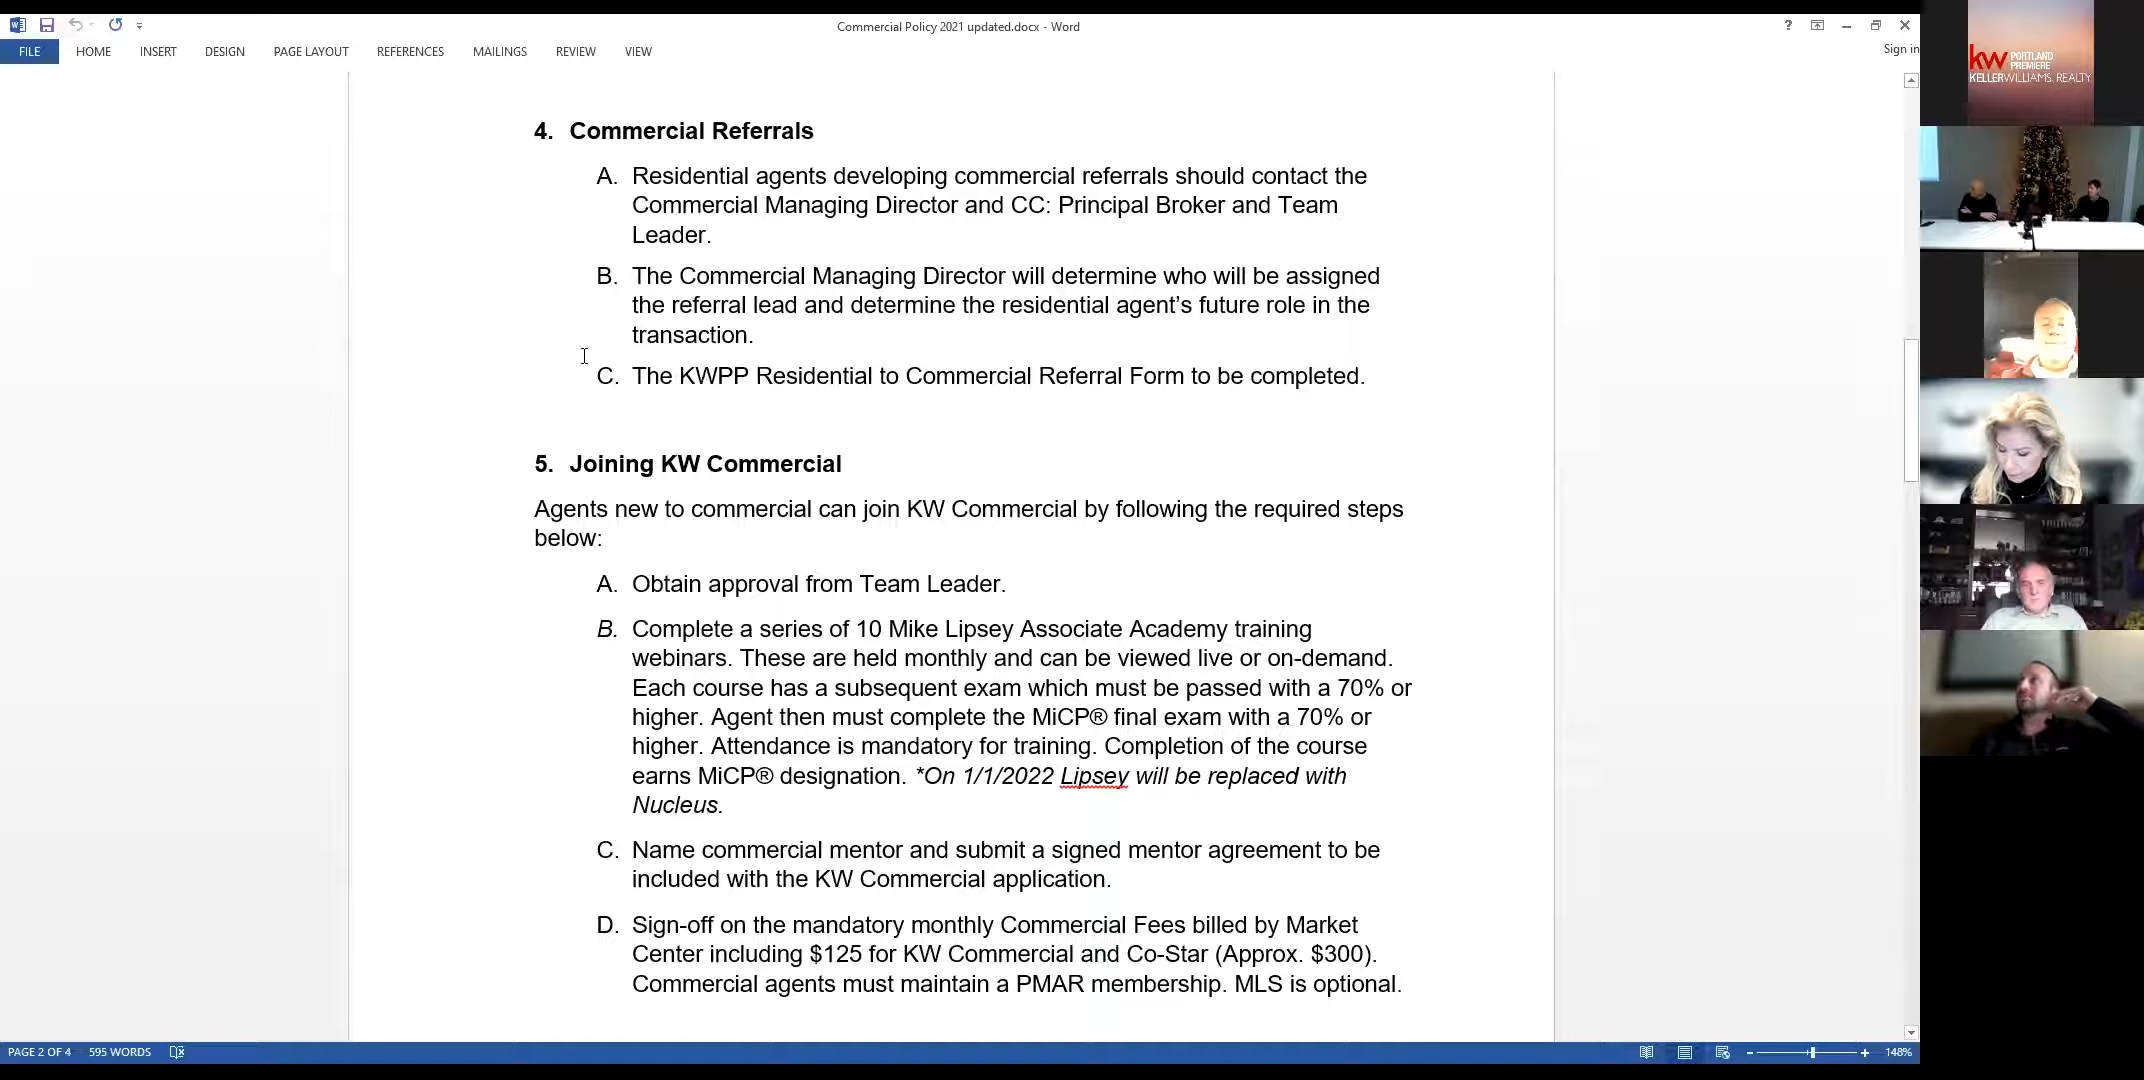 Commercial Policy 2021 updated.docx - Word
?
FILE
HOME
INSERT
DESIGN
PAGE LAYOUT
REFERENCES
MAILINGS
REVIEW
VIEW
Sign in
4. Commercial Referrals
A. Residential agents developing commercial referrals should contact the
Commercial Managing Director and CC: Principal Broker and Team
Leader.
B. The Commercial Managing Director will determine who will be assigned
the referral lead and determine the residential agent’s future role in the
transaction.
C. The KWPP Residential to Commercial Referral Form to be completed.
5. Joining KW Commercial
Agents new to commercial can join KW Commercial by following the required steps
below:
A. Obtain approval from Team Leader.
B. Complete a series of 10 Mike Lipsey Associate Academy training
webinars. These are held monthly and can be viewed live or on-demand.
Each course has a subsequent exam which must be passed with a 70% or
higher. Agent then must complete the MiCP® final exam with a 70% or
higher. Attendance is mandatory for training. Completion of the course
earns MiCP® designation. *On 1/1/2022 Lipsey will be replaced with
Nucleus.
C. Name commercial mentor and submit a signed mentor agreement to be
included with the KW Commercial application.
D. Sign-off on the mandatory monthly Commercial Fees billed by Market
Center including $125 for KW Commercial and Co-Star (Approx. $300).
Commercial agents must maintain a PMAR membership. MLS is optional.
PAGE 2 OF 4
595 WORDS
148%
kw PORTLAND
PREMIERE
KELLERWILLIAMS. REALTY